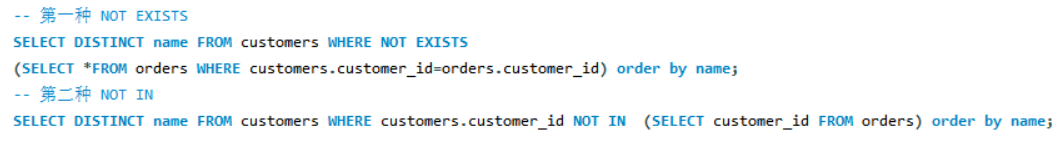 -- 第一种 NOT EXISTS
SELECT DISTINCT name FROM customers WHERE NOT EXISTS
(SELECT *FROM orders WHERE customers.customer_id=orders.customer_id) order by name;
-- 第二种 NOT IN
SELECT DISTINCT name FROM customers WHERE customers.customer_id NOT IN  (SELECT customer_id FROM orders) order by name;